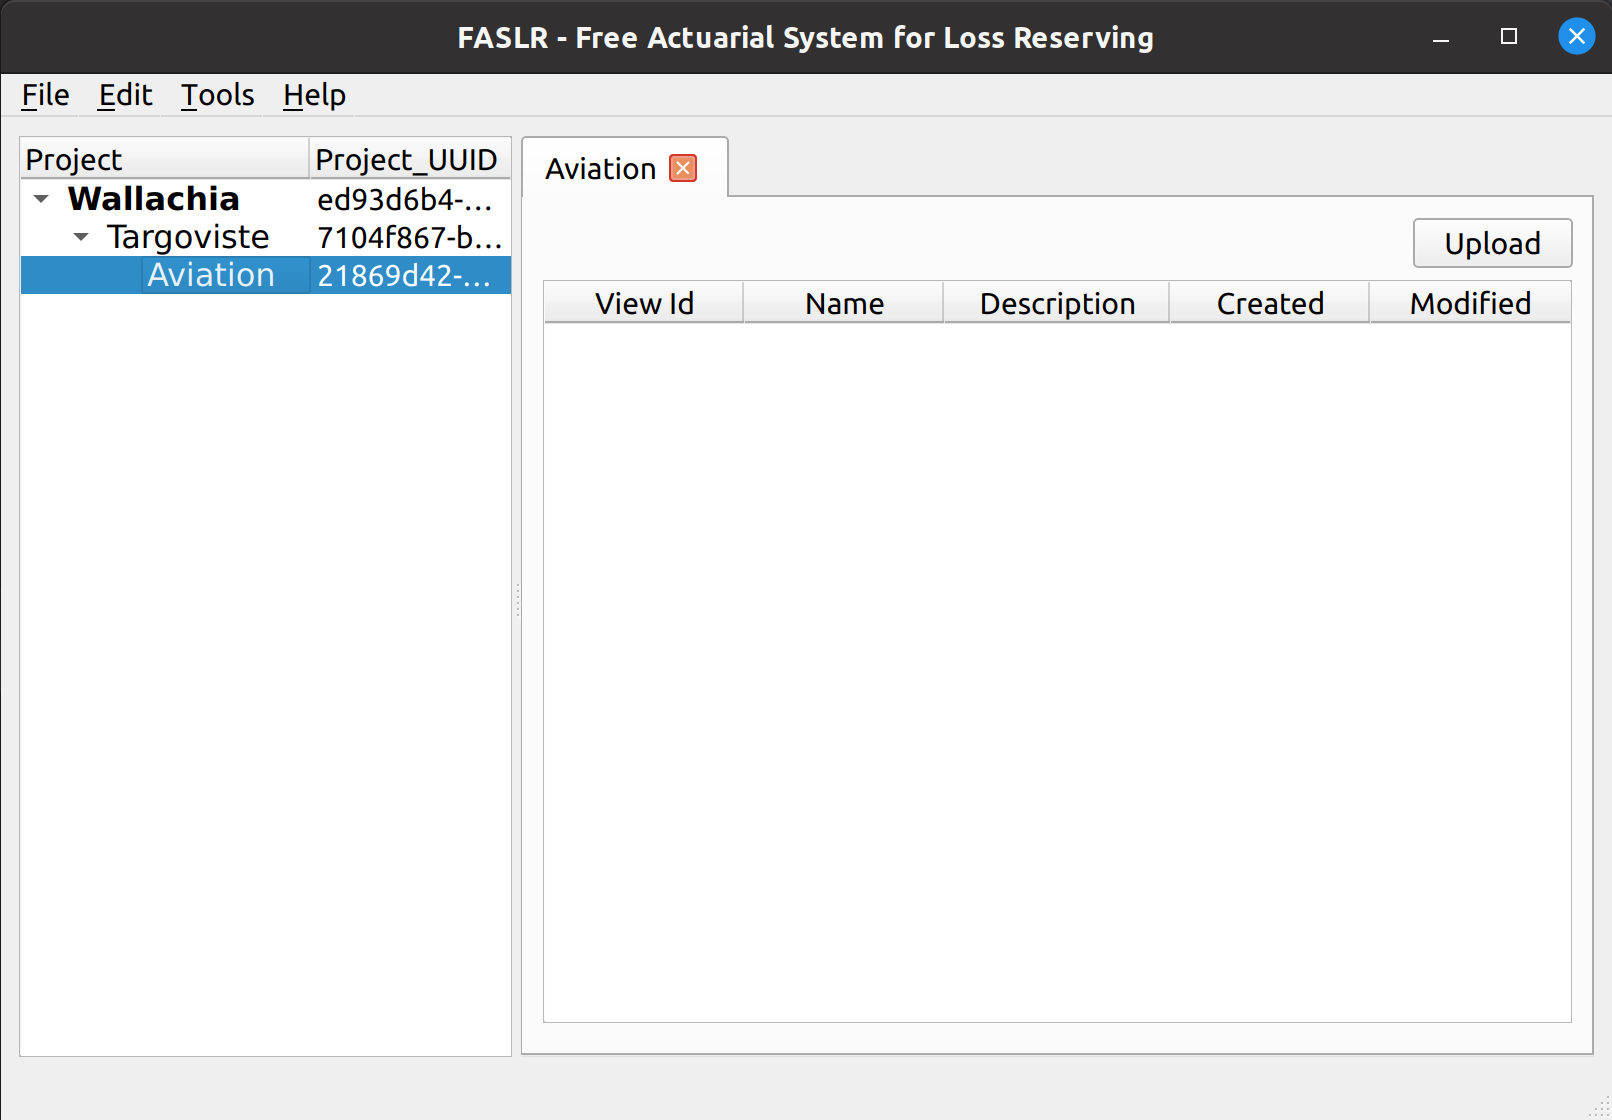 FASLR - Free Actuarial System for Loss Reserving
File Edit Tools Help
Project Project_UUID
Wallachia ed93d6b4-...
Targoviste 7104f867-b...
Aviation 21869d42-...
Aviation
Upload
View Id Name Description Created Modified